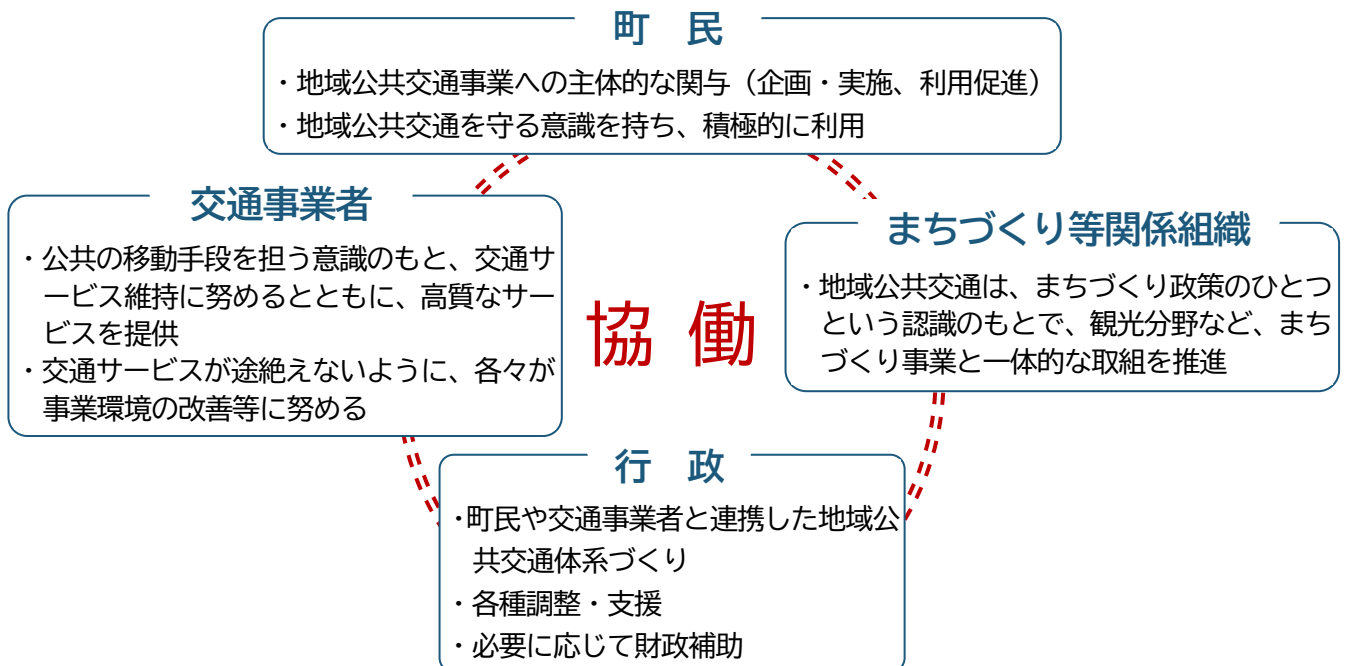 町　民
・地域公共交通事業への主体的な関与（企画・実施、利用促進）
・地域公共交通を守る意識を持ち、積極的に利用
交通事業者
・公共の移動手段を担う意識のもと、交通サ
ービス維持に努めるとともに、高質なサー
ビスを提供
・交通サービスが途絶えないように、各々が
事業環境の改善等に努める
協 働
まちづくり等関係組織
・地域公共交通は、まちづくり政策のひとつ
という認識のもとで、観光分野など、まち
づくり事業と一体的な取組を推進
行　政
・町民や交通事業者と連携した地域公
共交通体系づくり
・各種調整・支援
・必要に応じて財政補助